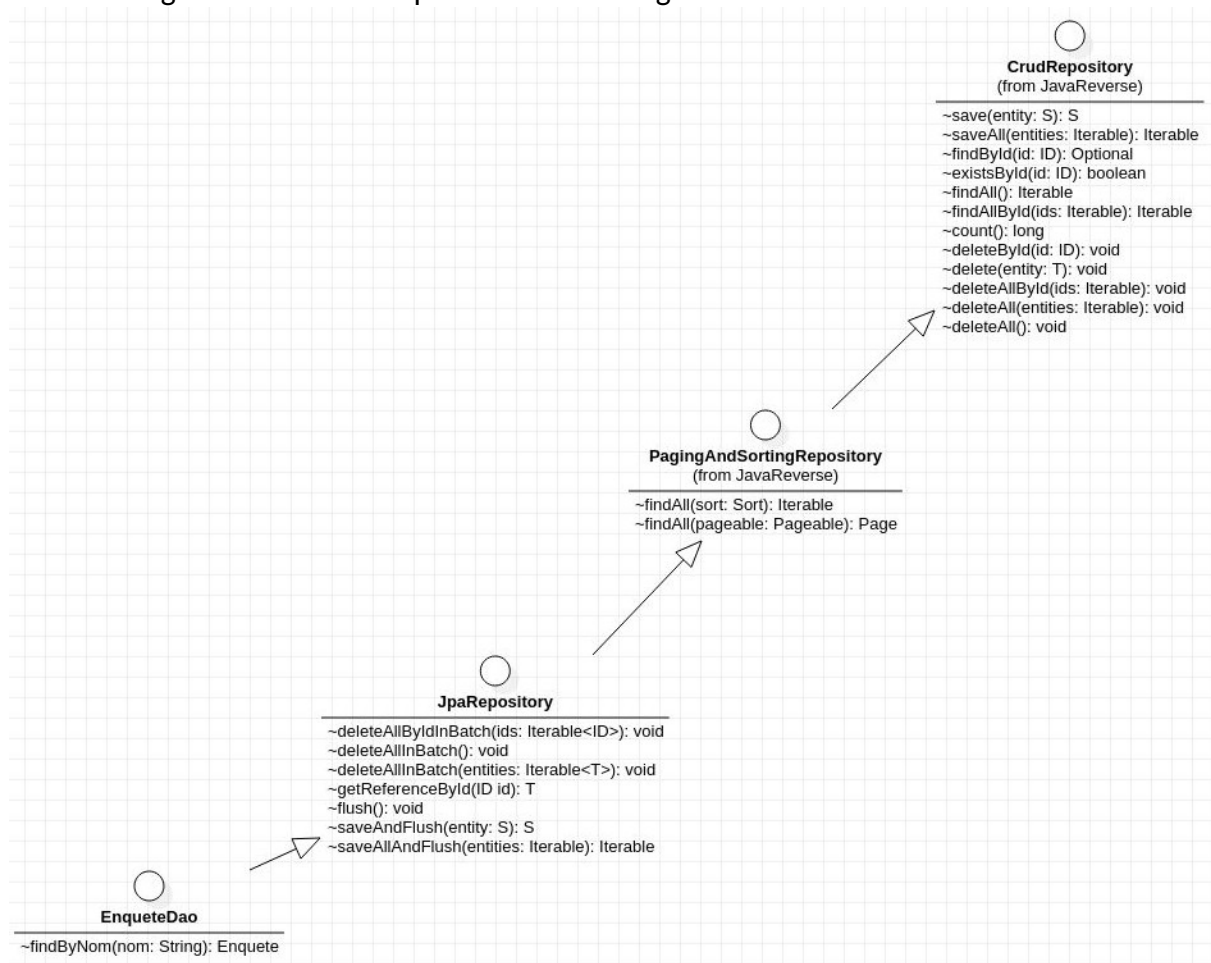 CrudRepository
(from JavaReverse)
~save(entity: S): S
~saveAll(entities: Iterable): Iterable
~findById(id: ID): Optional
~existsById(id: ID): boolean
~findAll(): Iterable
~findAllById(ids: Iterable): Iterable
~count(): long
~deleteById(id: ID): void
~delete(entity: T): void
~deleteAllById(ids: Iterable): void
~deleteAll(entities: Iterable): void
~deleteAll(): void
PagingAndSortingRepository
(from JavaReverse)
~findAll(sort: Sort): Iterable
~findAll(pageable: Pageable): Page
JpaRepository
~deleteAllByIdInBatch(ids: Iterable<ID>): void
~deleteAllInBatch(): void
~deleteAllInBatch(entities: Iterable<T>): void
~getReferenceById(ID id): T
~flush(): void
~saveAndFlush(entity: S): S
~saveAllAndFlush(entities: Iterable): Iterable
EnqueteDao
~findByNom(nom: String): Enquete